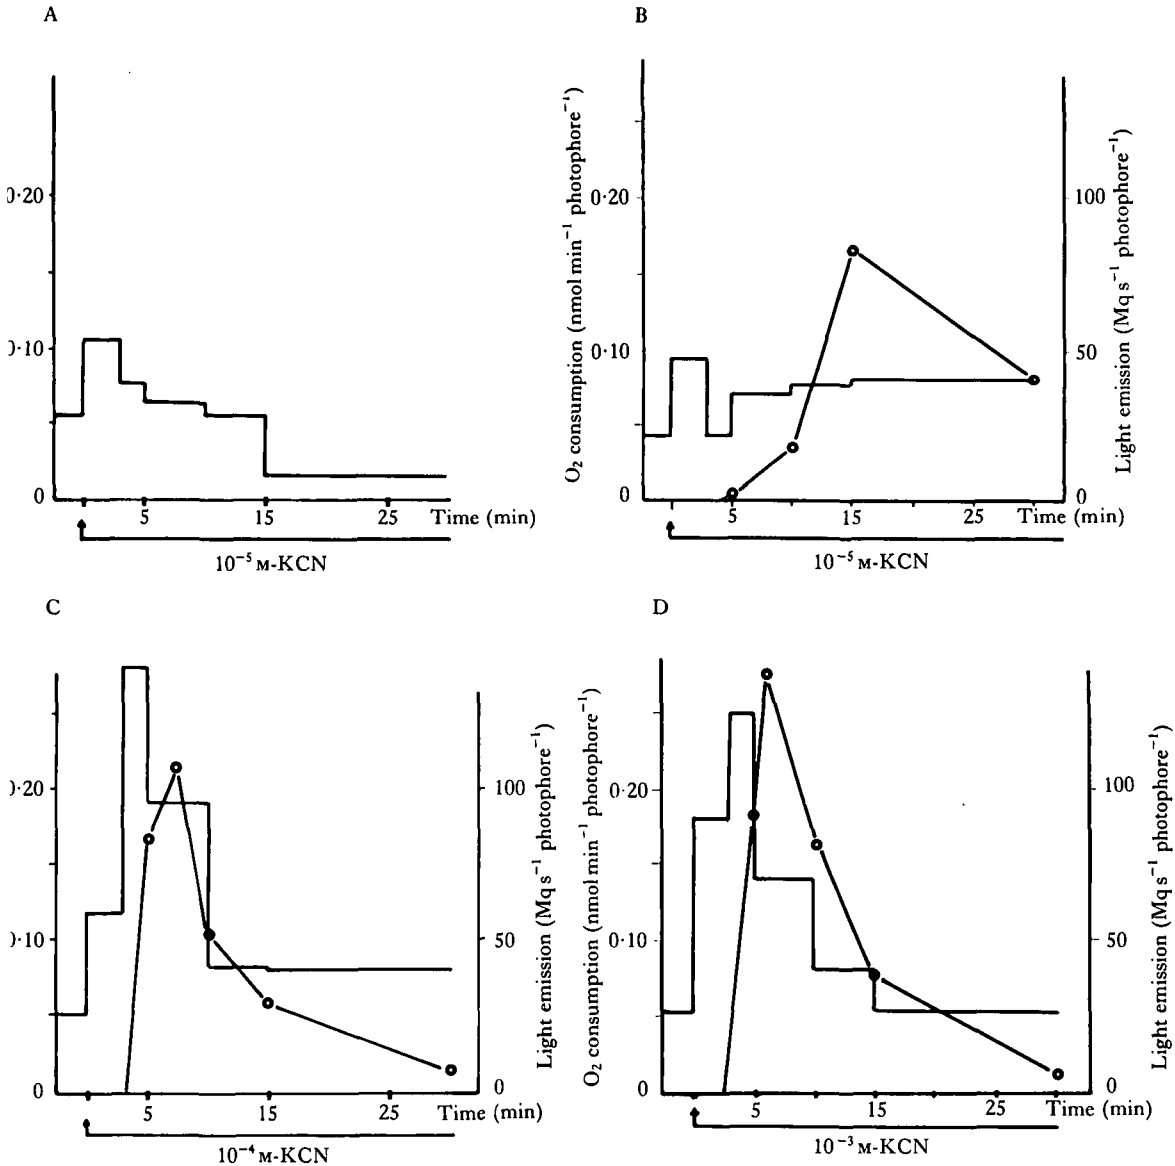 A
0·20
0·10
0
5
15
25
Time (min)
10⁻⁵ M-KCN
B
O₂ consumption (nmol min⁻¹ photophore⁻¹)
0·20
0·10
0
Light emission (Mq s⁻¹ photophore⁻¹)
100
50
0
5
15
25
Time (min)
10⁻⁵ M-KCN
C
0·20
0·10
0
Light emission (Mq s⁻¹ photophore⁻¹)
100
50
0
5
15
25
Time (min)
10⁻⁴ M-KCN
D
O₂ consumption (nmol min⁻¹ photophore⁻¹)
0·20
0·10
0
Light emission (Mq s⁻¹ photophore⁻¹)
100
50
0
5
15
25
Time (min)
10⁻³ M-KCN